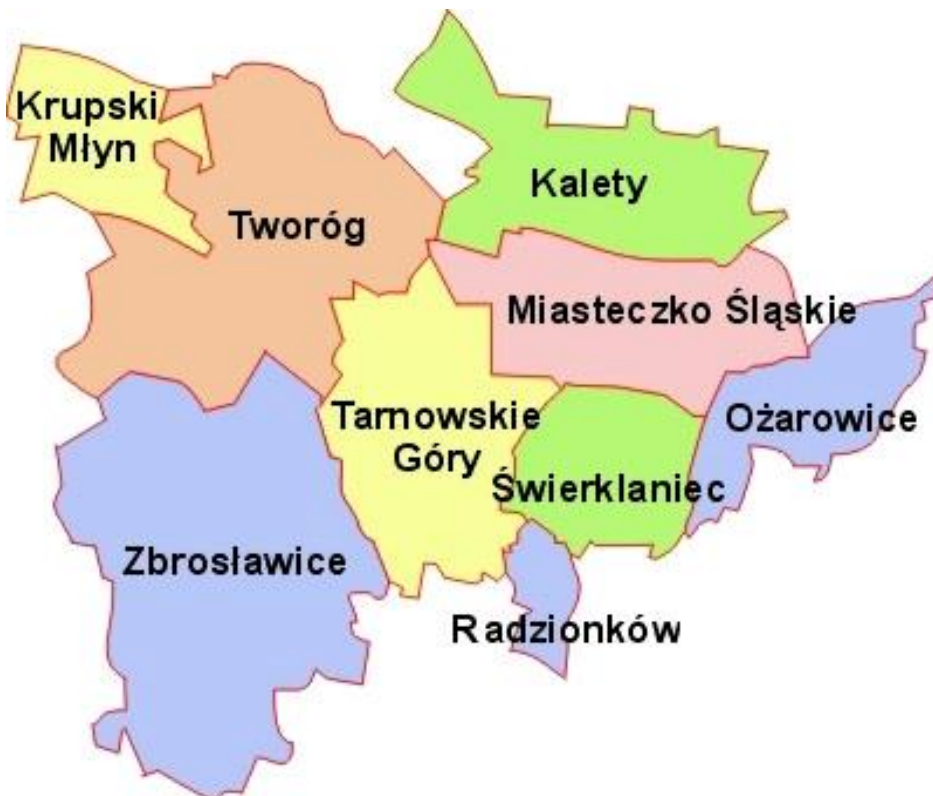 Krupski
Młyn
Kalety
Tworóg
Miasteczko Śląskie
Tarnowskie
Góry
Ożarowice
Świerklaniec
Zbrosławice
Radzionków